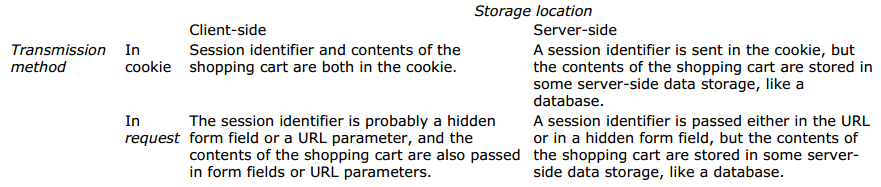 Storage location
Client-side Server-side
Transmission method In cookie Session identifier and contents of the shopping cart are both in the cookie. A session identifier is sent in the cookie, but the contents of the shopping cart are stored in some server-side data storage, like a database.
In request The session identifier is probably a hidden form field or a URL parameter, and the contents of the shopping cart are also passed in form fields or URL parameters. A session identifier is passed either in the URL or in a hidden form field, but the contents of the shopping cart are stored in some server-side data storage, like a database.